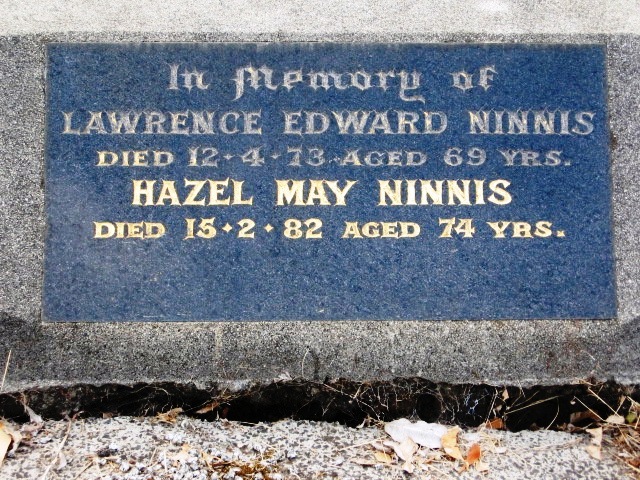 In Memory of
LAWRENCE EDWARD NINNIS
DIED 12·4·73 AGED 69 YRS.
HAZEL MAY NINNIS
DIED 15·2·82 AGED 74 YRS.